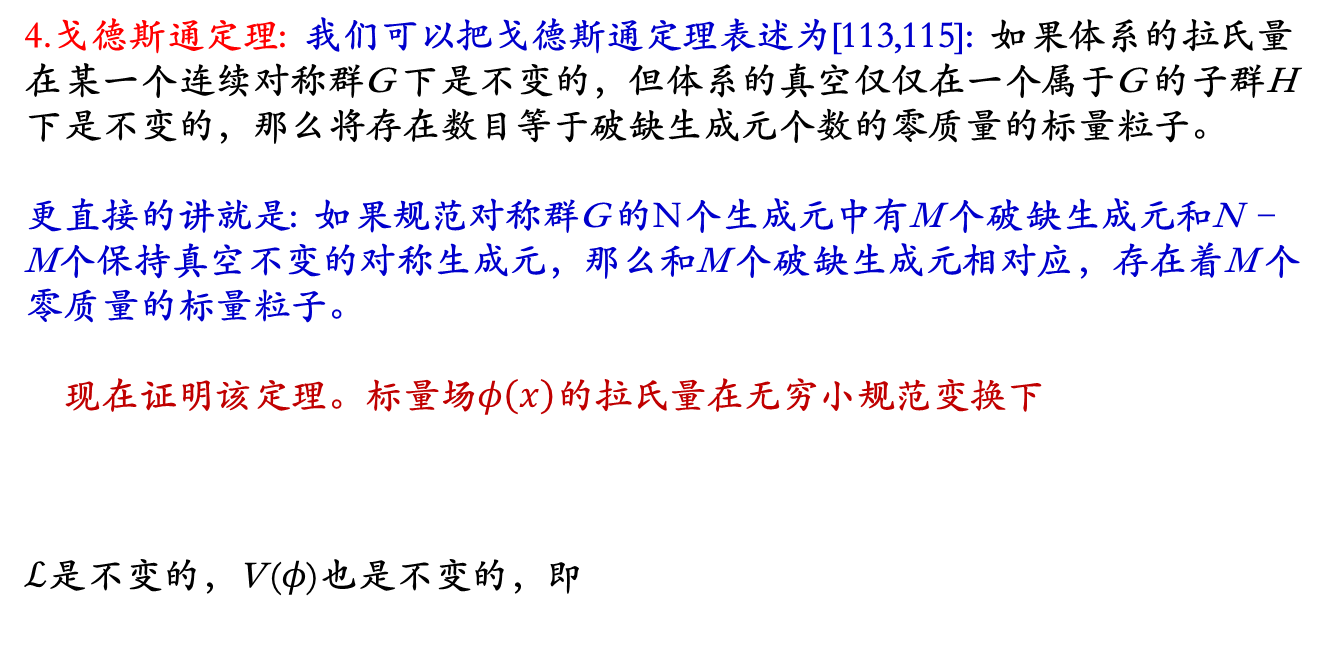 4.戈德斯通定理: 我们可以把戈德斯通定理表述为[113,115]: 如果体系的拉氏量
在某一个连续对称群G下是不变的，但体系的真空仅仅在一个属于G的子群H
下是不变的，那么将存在数目等于破缺生成元个数的零质量的标量粒子。
更直接的讲就是: 如果规范对称群G的N个生成元中有M个破缺生成元和N −
M个保持真空不变的对称生成元，那么和M个破缺生成元相对应，存在着M个
零质量的标量粒子。
现在证明该定理。标量场ϕ(x)的拉氏量在无穷小规范变换下
ℒ是不变的，V(ϕ)也是不变的，即